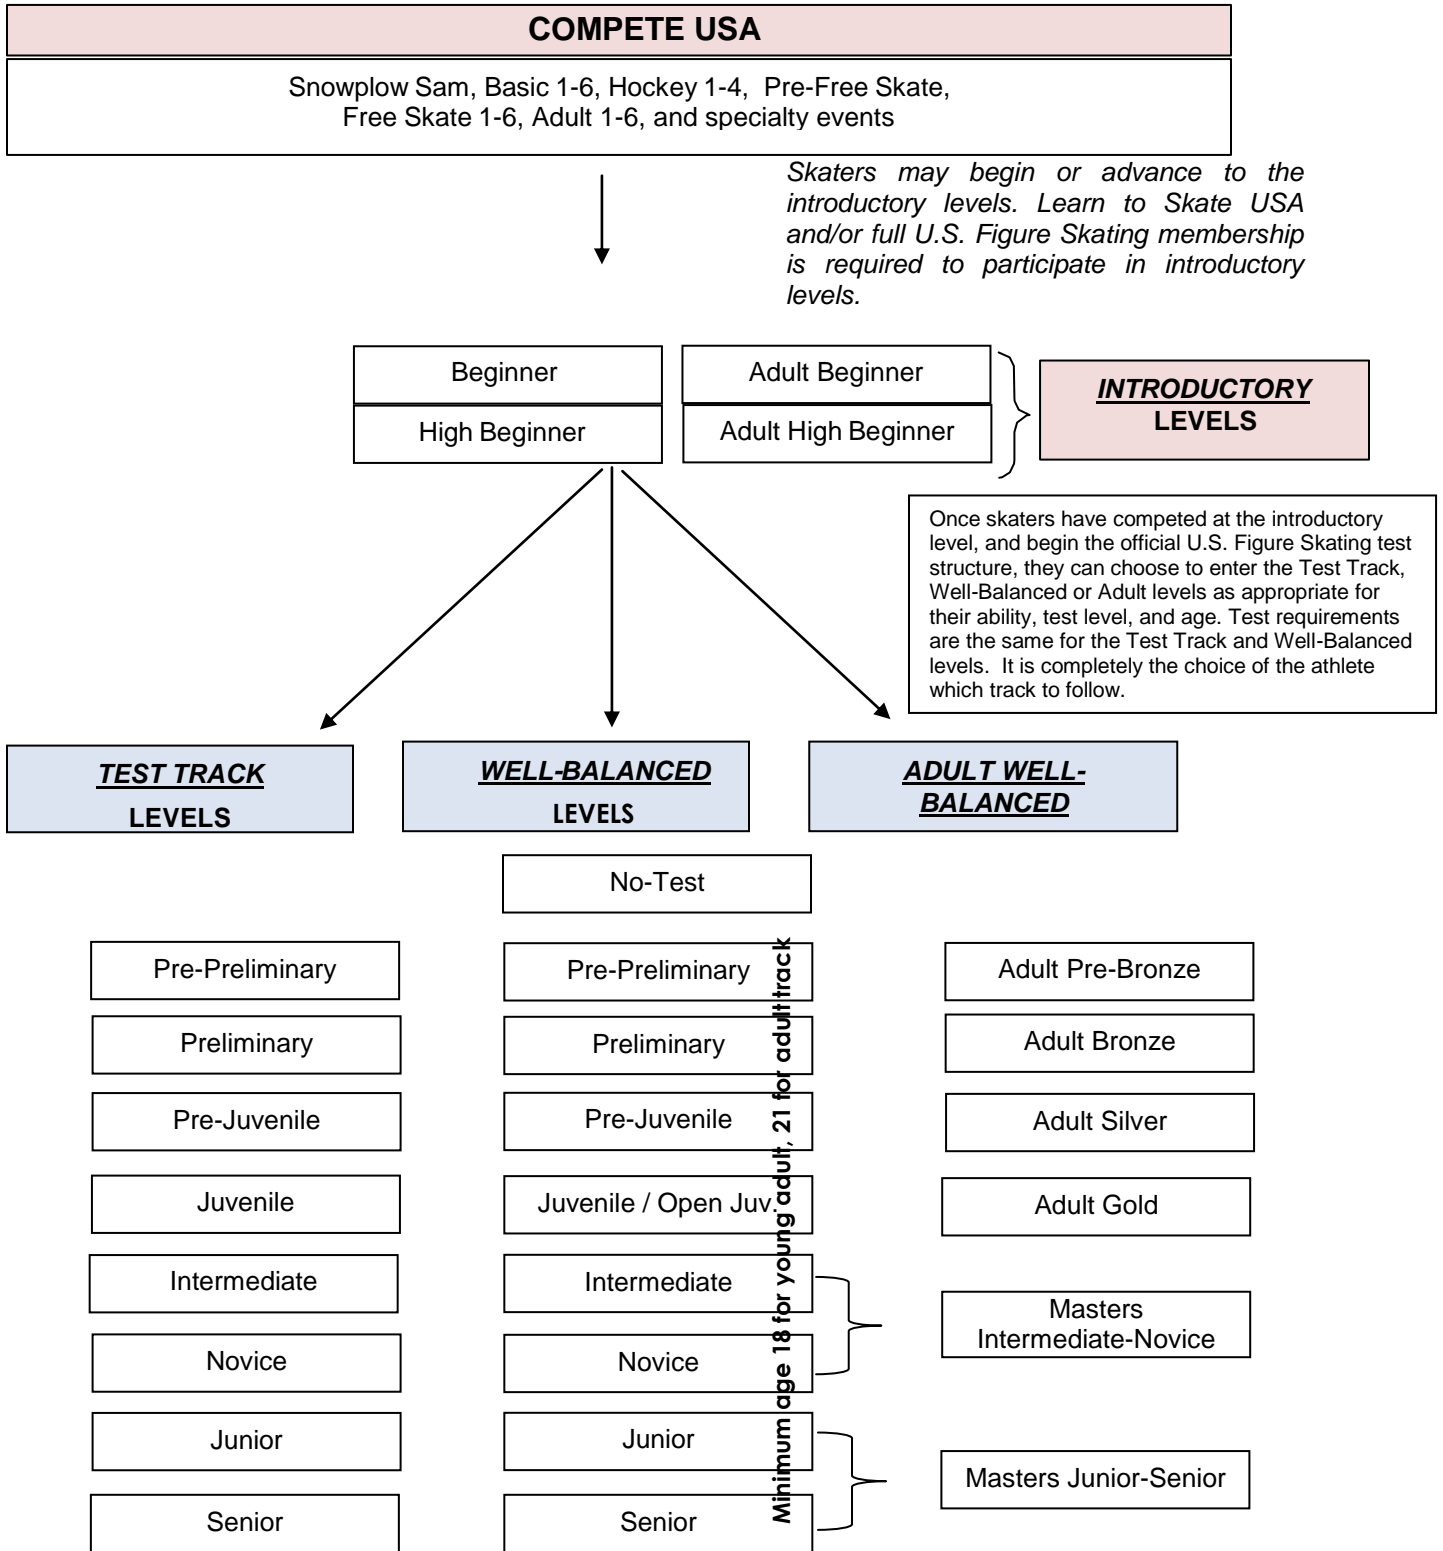 COMPETE USA
Snowplow Sam, Basic 1-6, Hockey 1-4, Pre-Free Skate,
Free Skate 1-6, Adult 1-6, and specialty events
Skaters may begin or advance to the
introductory levels. Learn to Skate USA
and/or full U.S. Figure Skating membership
is required to participate in introductory
levels.
Beginner
Adult Beginner
High Beginner
Adult High Beginner
INTRODUCTORY
LEVELS
Once skaters have competed at the introductory
level, and begin the official U.S. Figure Skating test
structure, they can choose to enter the Test Track,
Well-Balanced or Adult levels as appropriate for
their ability, test level, and age. Test requirements
are the same for the Test Track and Well-Balanced
levels. It is completely the choice of the athlete
which track to follow.
TEST TRACK
LEVELS
WELL-BALANCED
LEVELS
ADULT WELL-
BALANCED
No-Test
Pre-Preliminary
Pre-Preliminary
Adult Pre-Bronze
Preliminary
Preliminary
Adult Bronze
Pre-Juvenile
Pre-Juvenile
Adult Silver
Juvenile
Juvenile / Open Juv.
Adult Gold
Intermediate
Intermediate
Masters
Intermediate-Novice
Novice
Novice
Junior
Junior
Masters Junior-Senior
Senior
Senior
Minimum age 18 for young adult, 21 for adult track